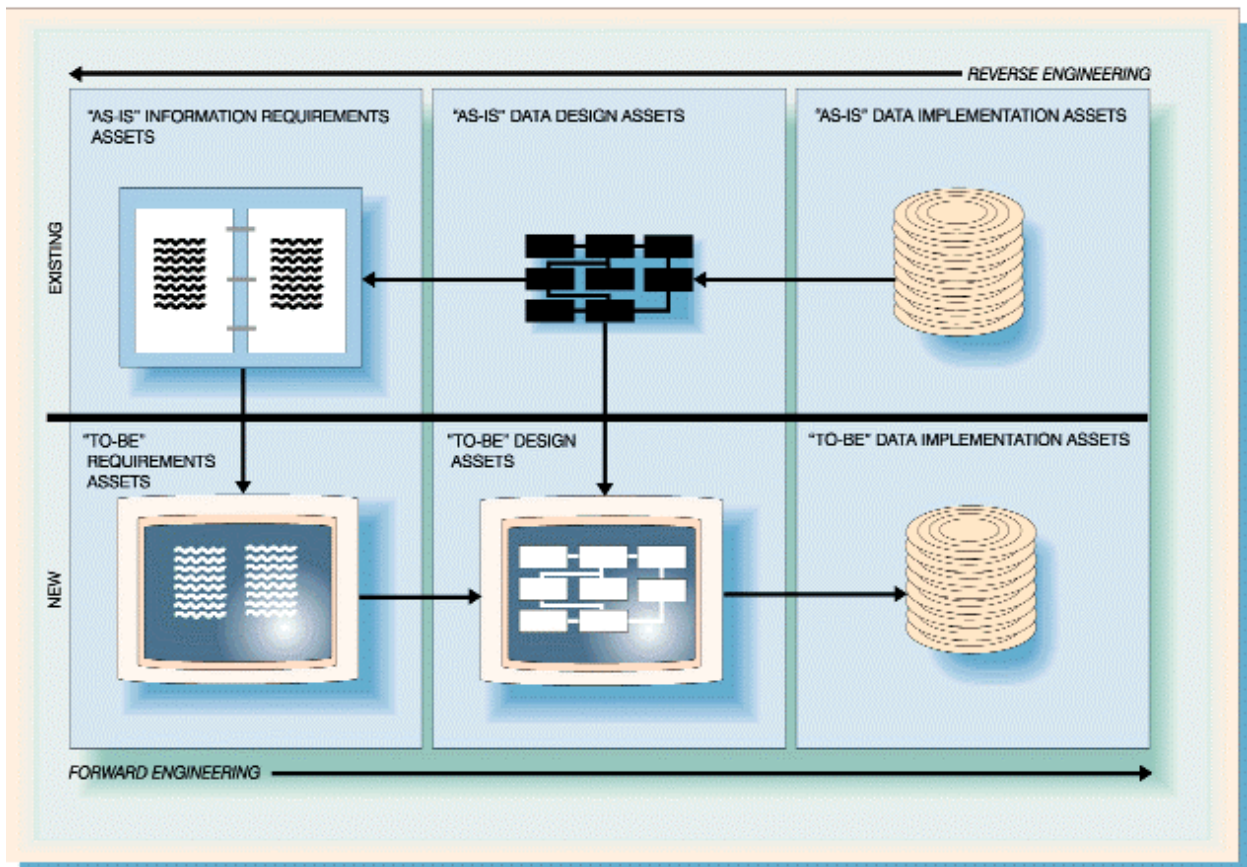 REVERSE ENGINEERING
"AS-IS" INFORMATION REQUIREMENTS
ASSETS
"AS-IS" DATA DESIGN ASSETS
"AS-IS" DATA IMPLEMENTATION ASSETS
EXISTING
"TO-BE"
REQUIREMENTS
ASSETS
"TO-BE" DESIGN
ASSETS
"TO-BE" DATA IMPLEMENTATION ASSETS
NEW
FORWARD ENGINEERING